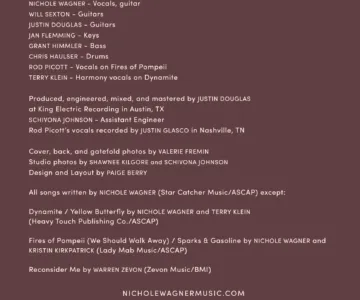 NICHOLE WAGNER - Vocals, guitar
WILL SEXTON - Guitars
JUSTIN DOUGLAS - Guitars
JAN FLEMMING - Keys
GRANT HIMMLER - Bass
CHRIS HAUSLER - Drums
ROD PICOTT - Vocals on Fires of Pompeii
TERRY KLEIN - Harmony vocals on Dynamite
Produced, engineered, mixed, and mastered by JUSTIN DOUGLAS
at King Electric Recording in Austin, TX
SCHIVONA JOHNSON - Assistant Engineer
Rod Picott's vocals recorded by JUSTIN GLASCO in Nashville, TN
Cover, back, and gatefold photos by VALERIE FREMIN
Studio photos by SHAWNEE KILGORE and SCHIVONA JOHNSON
Design and Layout by PAIGE BERRY
All songs written by NICHOLE WAGNER (Star Catcher Music/ASCAP) except:
Dynamite / Yellow Butterfly by NICHOLE WAGNER and TERRY KLEIN
(Heavy Touch Publishing Co./ASCAP)
Fires of Pompeii (We Should Walk Away) / Sparks & Gasoline by NICHOLE WAGNER and
KRISTIN KIRKPATRICK (Lady Mab Music/ASCAP)
Reconsider Me by WARREN ZEVON (Zevon Music/BMI)
NICHOLEWAGNERMUSIC.COM